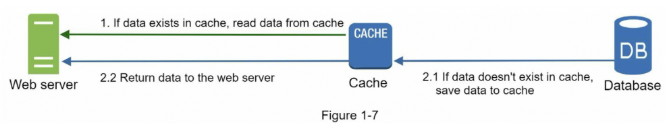 1. If data exists in cache, read data from cache
CACHE
DB
2.2 Return data to the web server
2.1 If data doesn't exist in cache,
save data to cache
Web server
Cache
Database
Figure 1-7